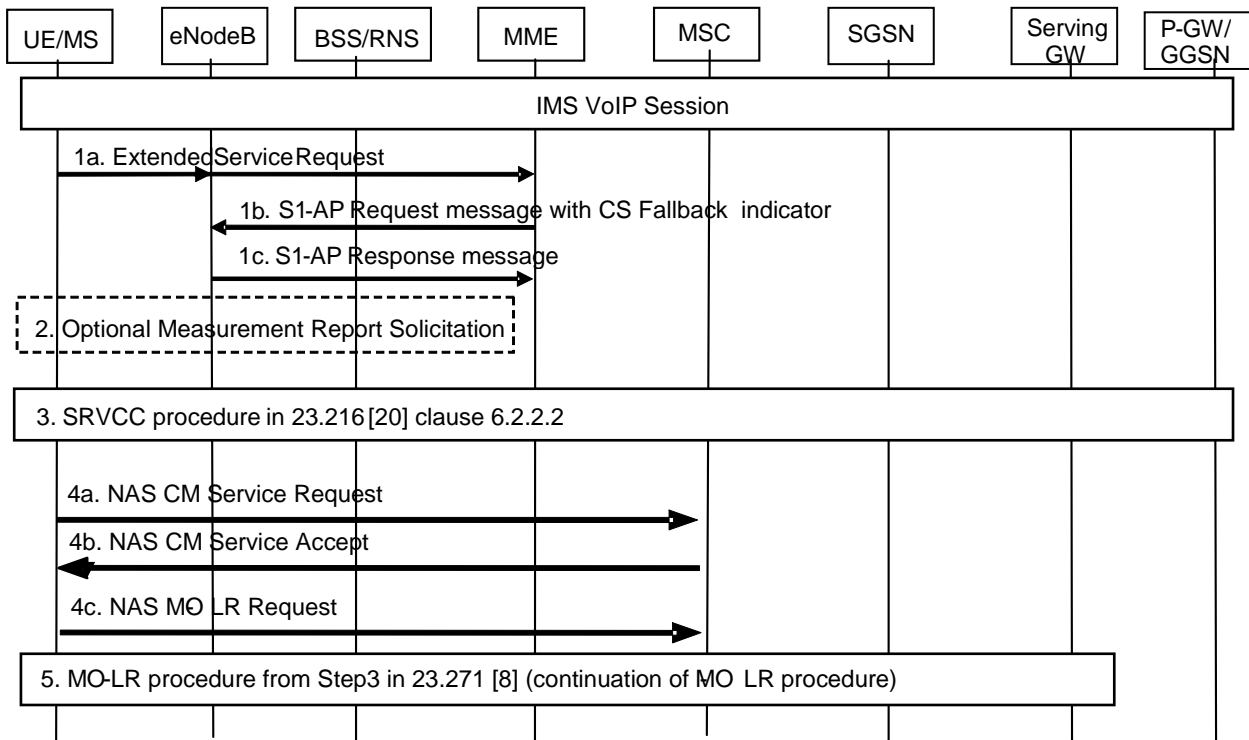 UE/MS
eNodeB
BSS/RNS
MME
MSC
SGSN
Serving
GW
P-GW/
GGSN
IMS VoIP Session
1a. Extended Service Request
1b. S1-AP Request message with CS Fallback indicator
1c. S1-AP Response message
2. Optional Measurement Report Solicitation
3. SRVCC procedure in 23.216 [20] clause 6.2.2.2
4a. NAS CM Service Request
4b. NAS CM Service Accept
4c. NAS MO-LR Request
5. MO-LR procedure from Step3 in 23.271 [8] (continuation of MO-LR procedure)